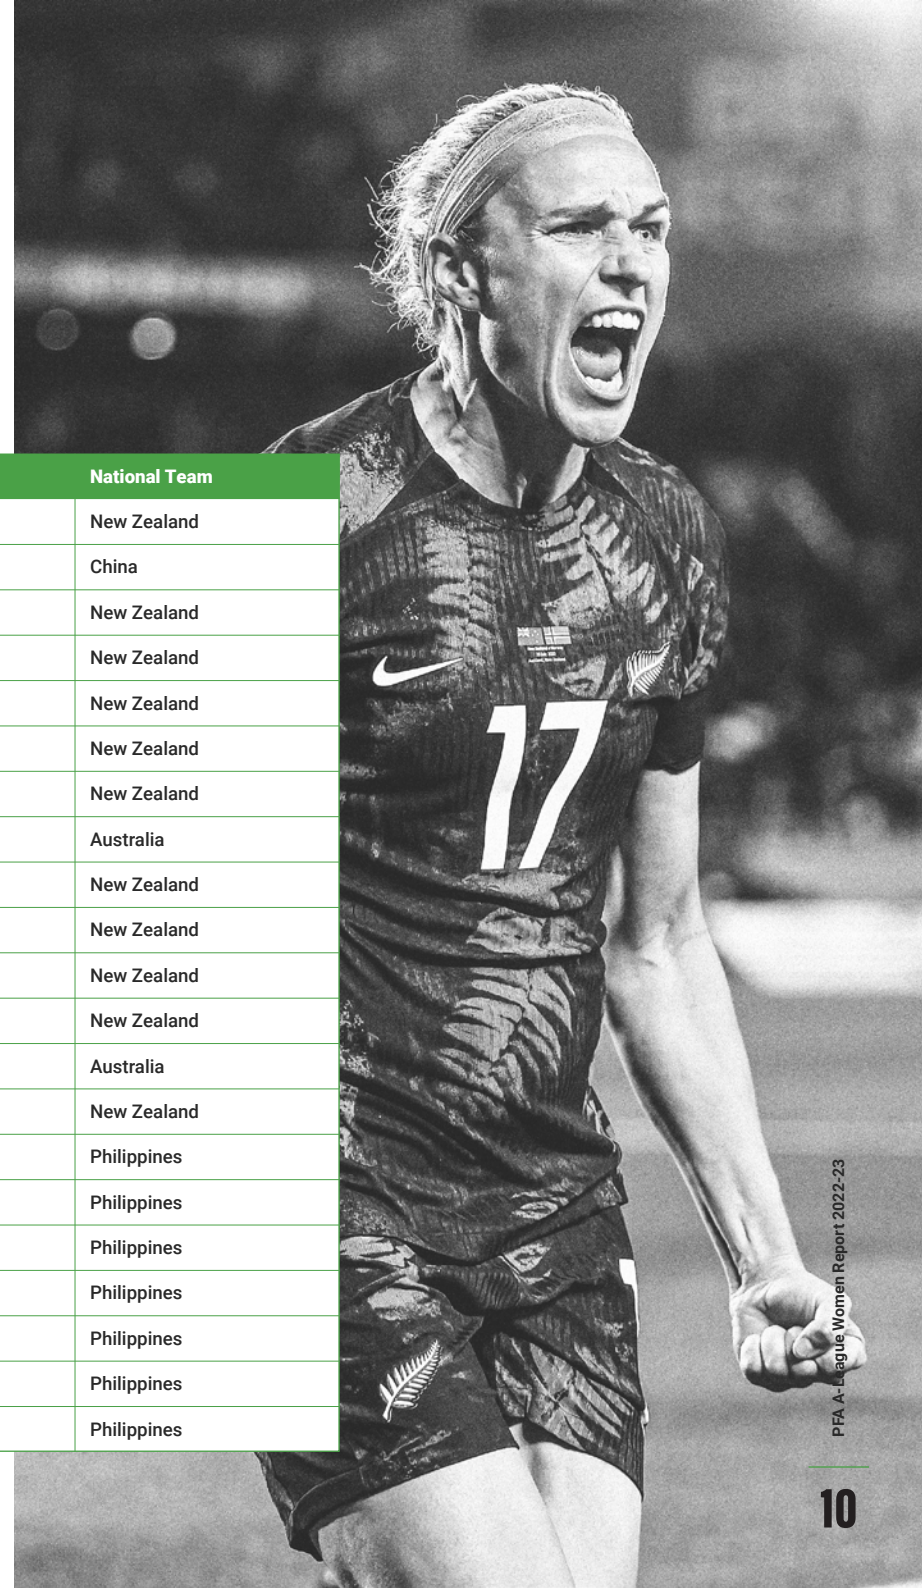 National Team
New Zealand
China
New Zealand
New Zealand
New Zealand
New Zealand
New Zealand
Australia
New Zealand
New Zealand
New Zealand
New Zealand
Australia
New Zealand
Philippines
Philippines
Philippines
Philippines
Philippines
Philippines
Philippines
17
PFA A-League Women Report 2022-23
10